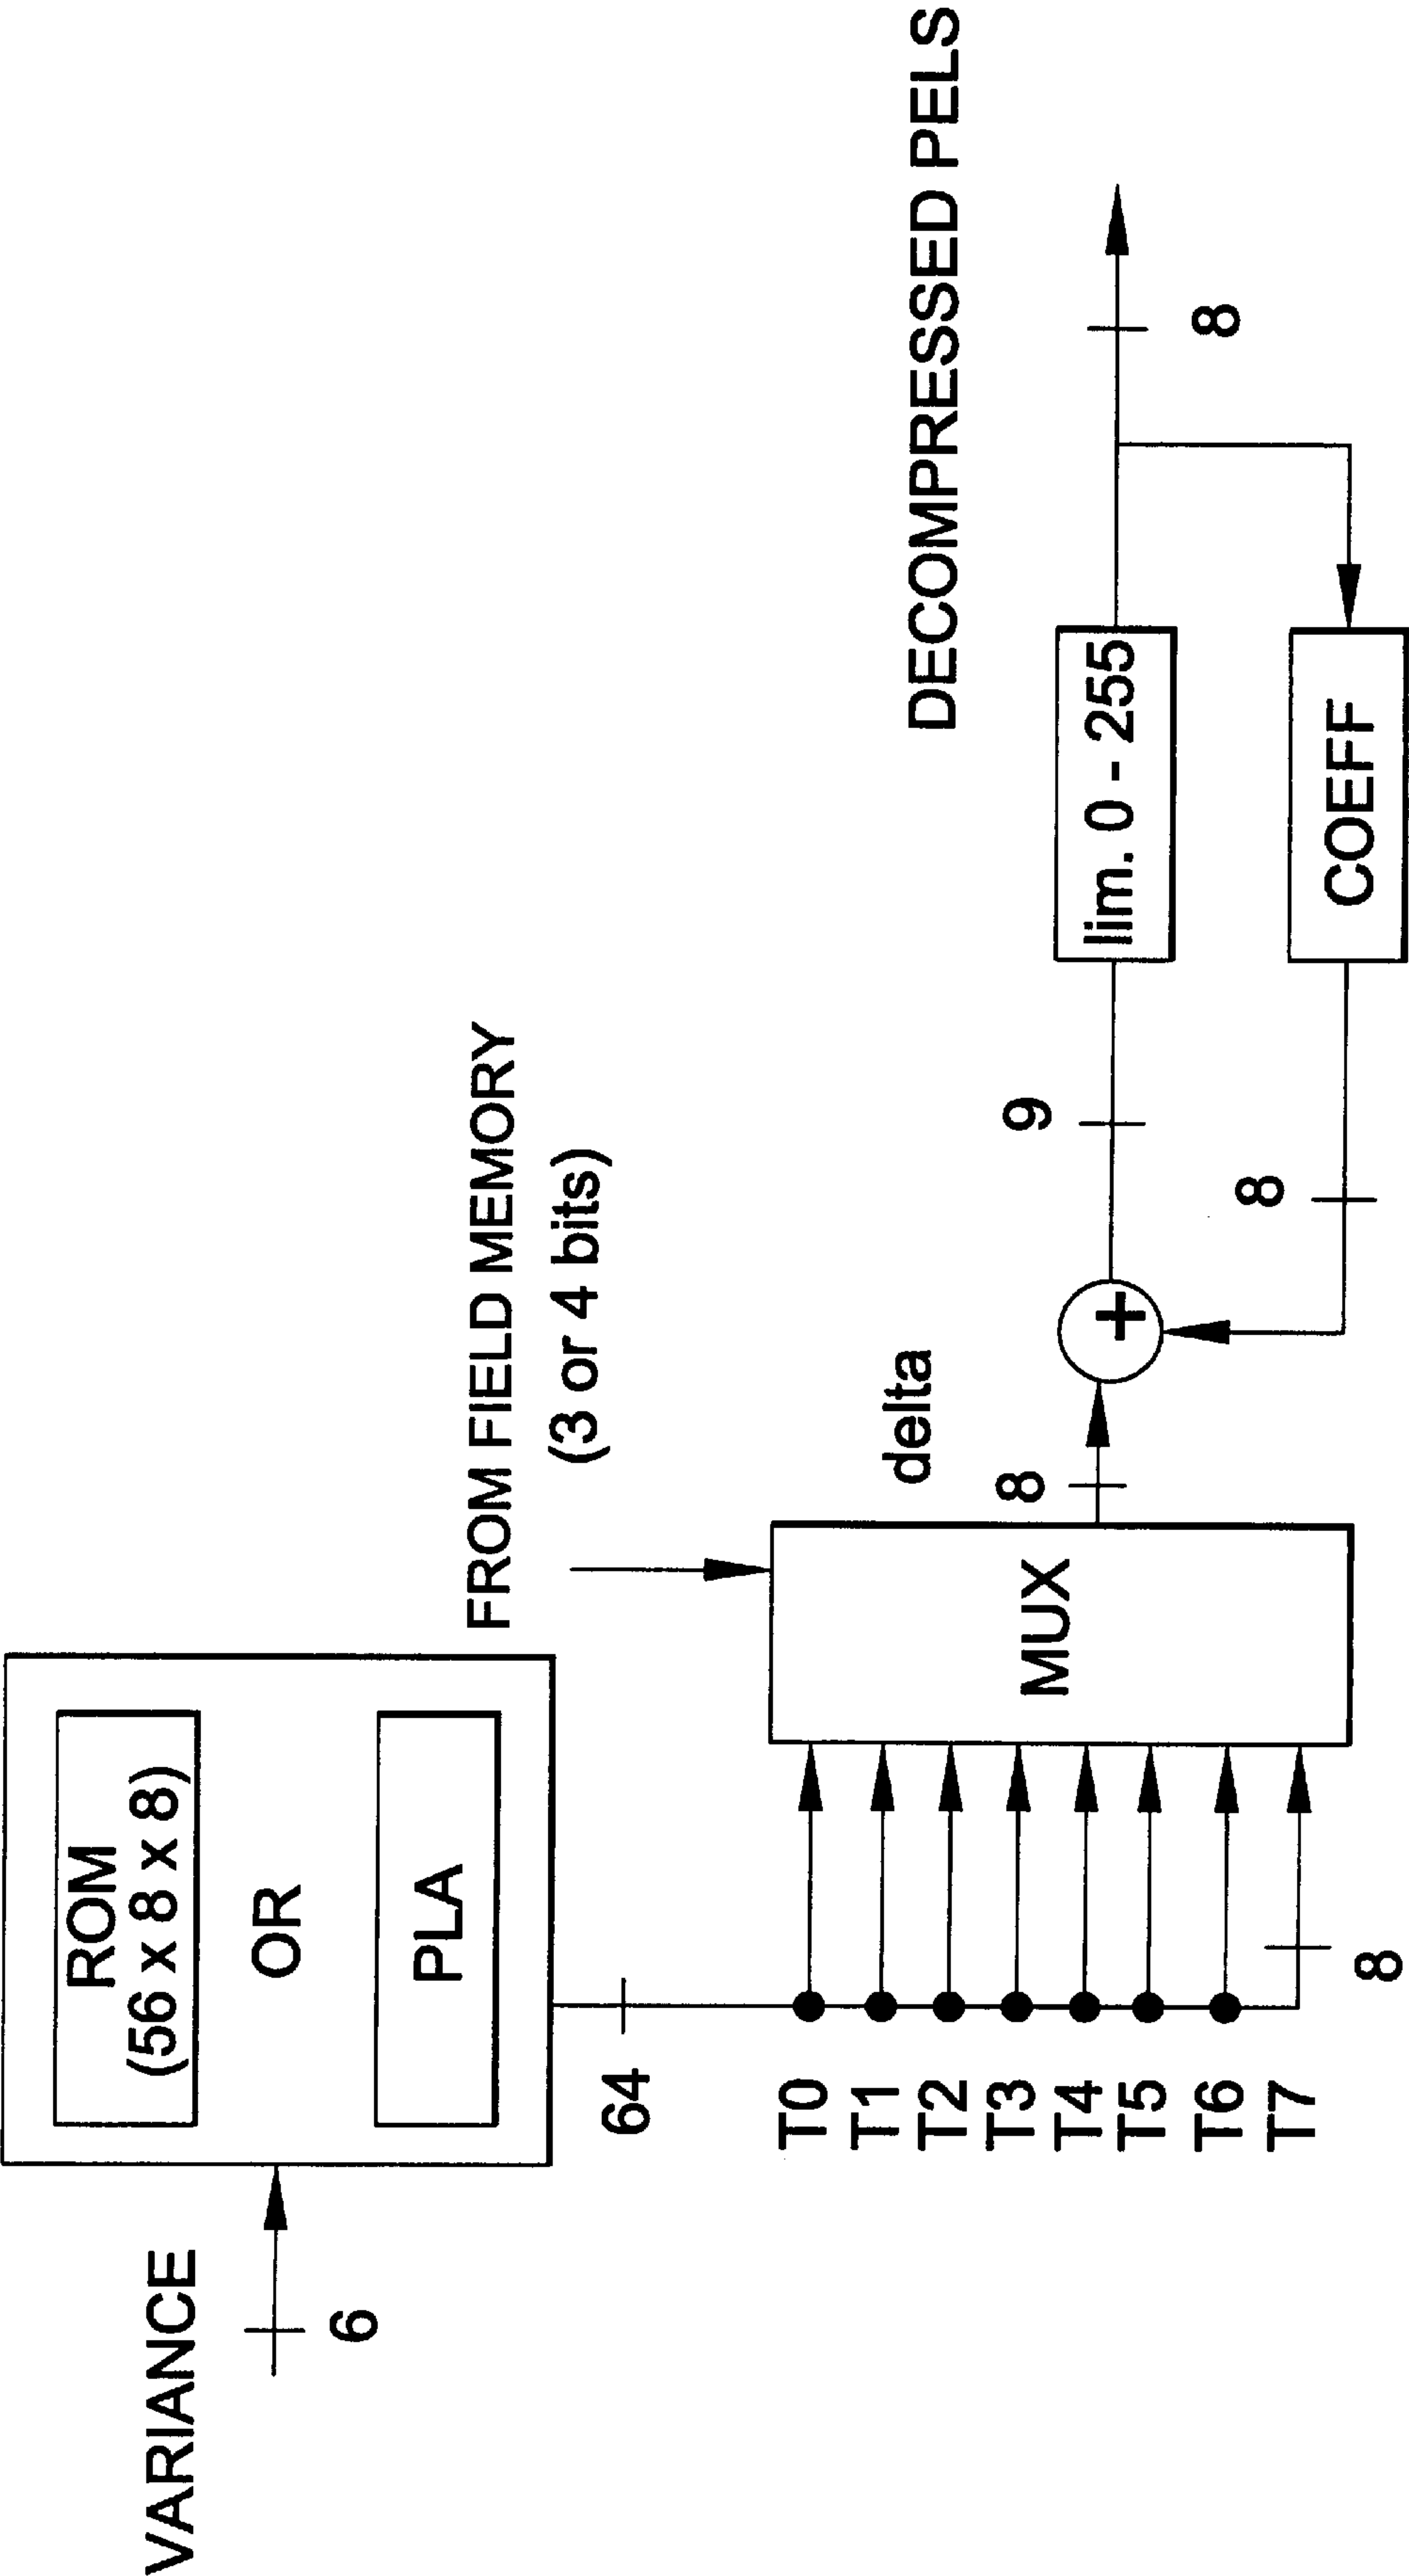 VARIANCE
6
ROM
(56 x 8 x 8)
OR
PLA
64
FROM FIELD MEMORY
(3 or 4 bits)
T0
T1
T2
T3
T4
T5
T6
T7
8
MUX
8
delta
+
9
8
lim. 0 - 255
COEFF
8
DECOMPRESSED PELS